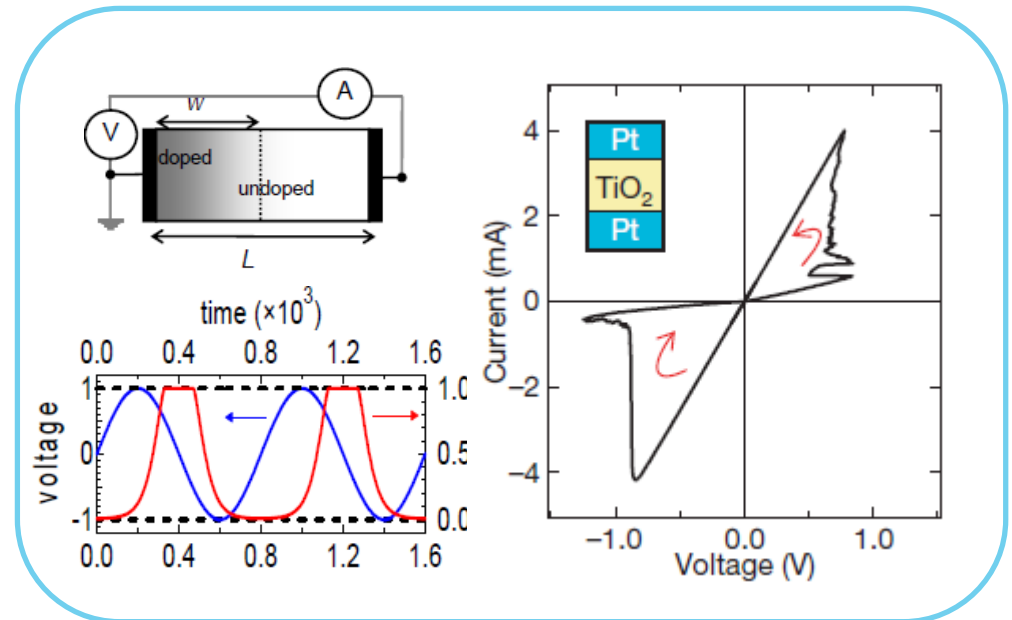 A
w
V
doped
undoped
L
time (×10³)
0.0 0.4 0.8 1.2 1.6
voltage
1
0
-1
1.0
0.5
0.0
0.0 0.4 0.8 1.2 1.6
Pt
TiO₂
Pt
Current (mA)
4
2
0
−2
−4
−1.0 0.0 1.0
Voltage (V)